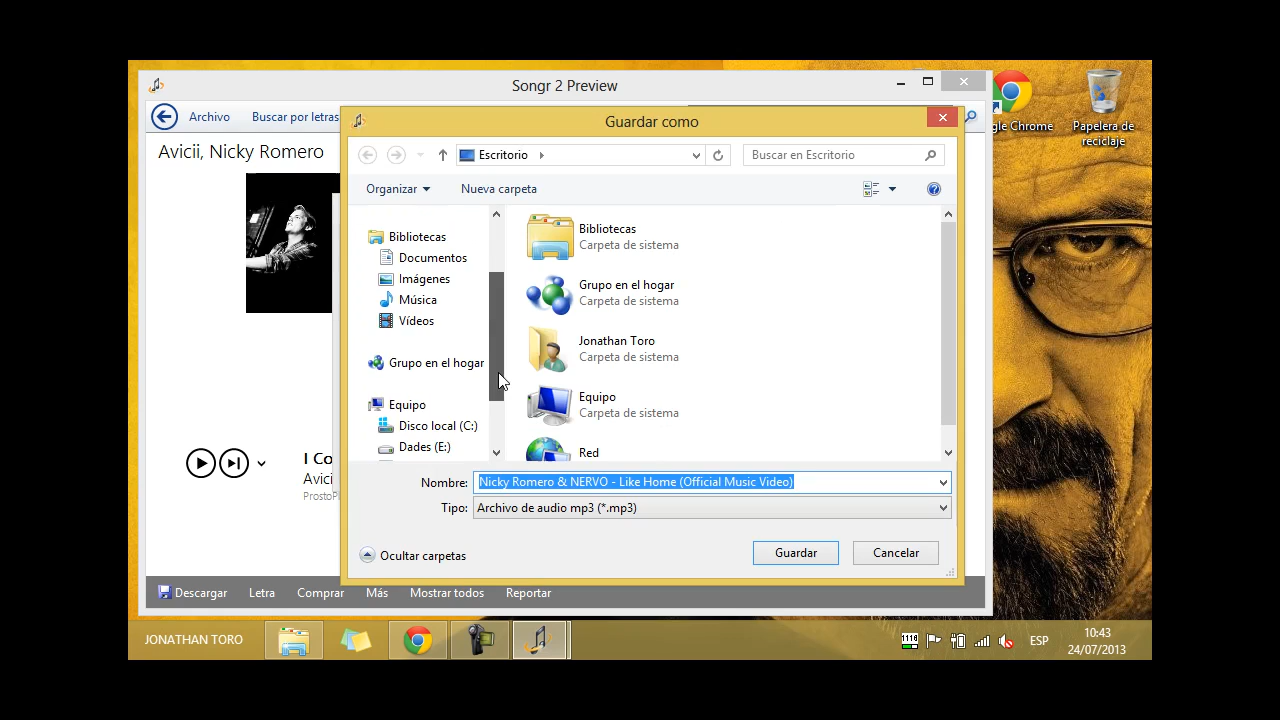 Songr 2 Preview
Archivo
Buscar por letras
Guardar como
gle Chrome
Papelera de
reciclaje
Avicii, Nicky Romero
Escritorio
Buscar en Escritorio
Organizar
Nueva carpeta
Bibliotecas
Documentos
Imágenes
Música
Vídeos
Grupo en el hogar
Equipo
Disco local (C:)
Dades (E:)
Bibliotecas
Carpeta de sistema
Grupo en el hogar
Carpeta de sistema
Jonathan Toro
Carpeta de sistema
Equipo
Carpeta de sistema
Red
I Co
Avici
ProstoPl
Nombre: Nicky Romero & NERVO - Like Home (Official Music Video)
Tipo: Archivo de audio mp3 (*.mp3)
Ocultar carpetas
Guardar
Cancelar
Descargar
Letra
Comprar
Más
Mostrar todos
Reportar
JONATHAN TORO
ESP
10:43
24/07/2013